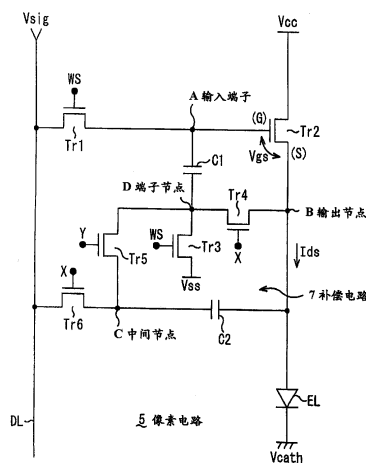 Vsig
Vcc
WS
A 输入端子
(G)
Tr2
Tr1
Vgs
(S)
C1
D 端子节点
Tr4
B 输出节点
Y
Tr5
WS
Tr3
X
Ids
X
Vss
7 补偿电路
Tr6
C 中间节点
C2
EL
DL
5 像素电路
Vcath